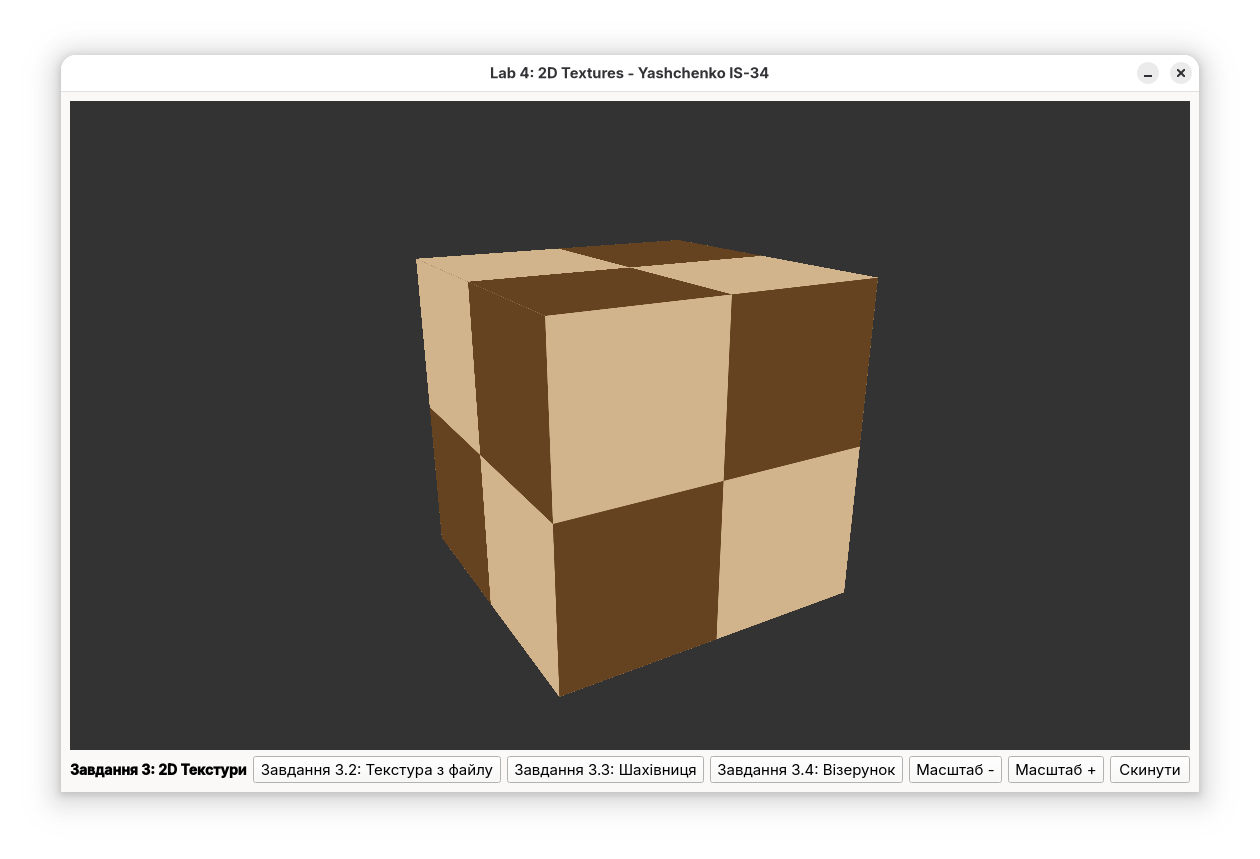 Lab 4: 2D Textures - Yashchenko IS-34
Завдання 3: 2D Текстури Завдання 3.2: Текстура з файлу Завдання 3.3: Шахівниця Завдання 3.4: Візерунок Масштаб - Масштаб + Скинути